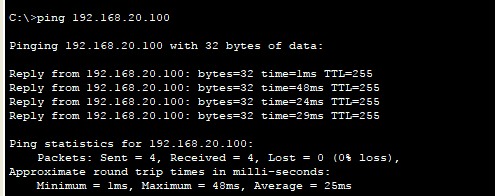 C:\>ping 192.168.20.100
Pinging 192.168.20.100 with 32 bytes of data:
Reply from 192.168.20.100: bytes=32 time=1ms TTL=255
Reply from 192.168.20.100: bytes=32 time=48ms TTL=255
Reply from 192.168.20.100: bytes=32 time=24ms TTL=255
Reply from 192.168.20.100: bytes=32 time=29ms TTL=255
Ping statistics for 192.168.20.100:
Packets: Sent = 4, Received = 4, Lost = 0 (0% loss),
Approximate round trip times in milli-seconds:
Minimum = 1ms, Maximum = 48ms, Average = 25ms